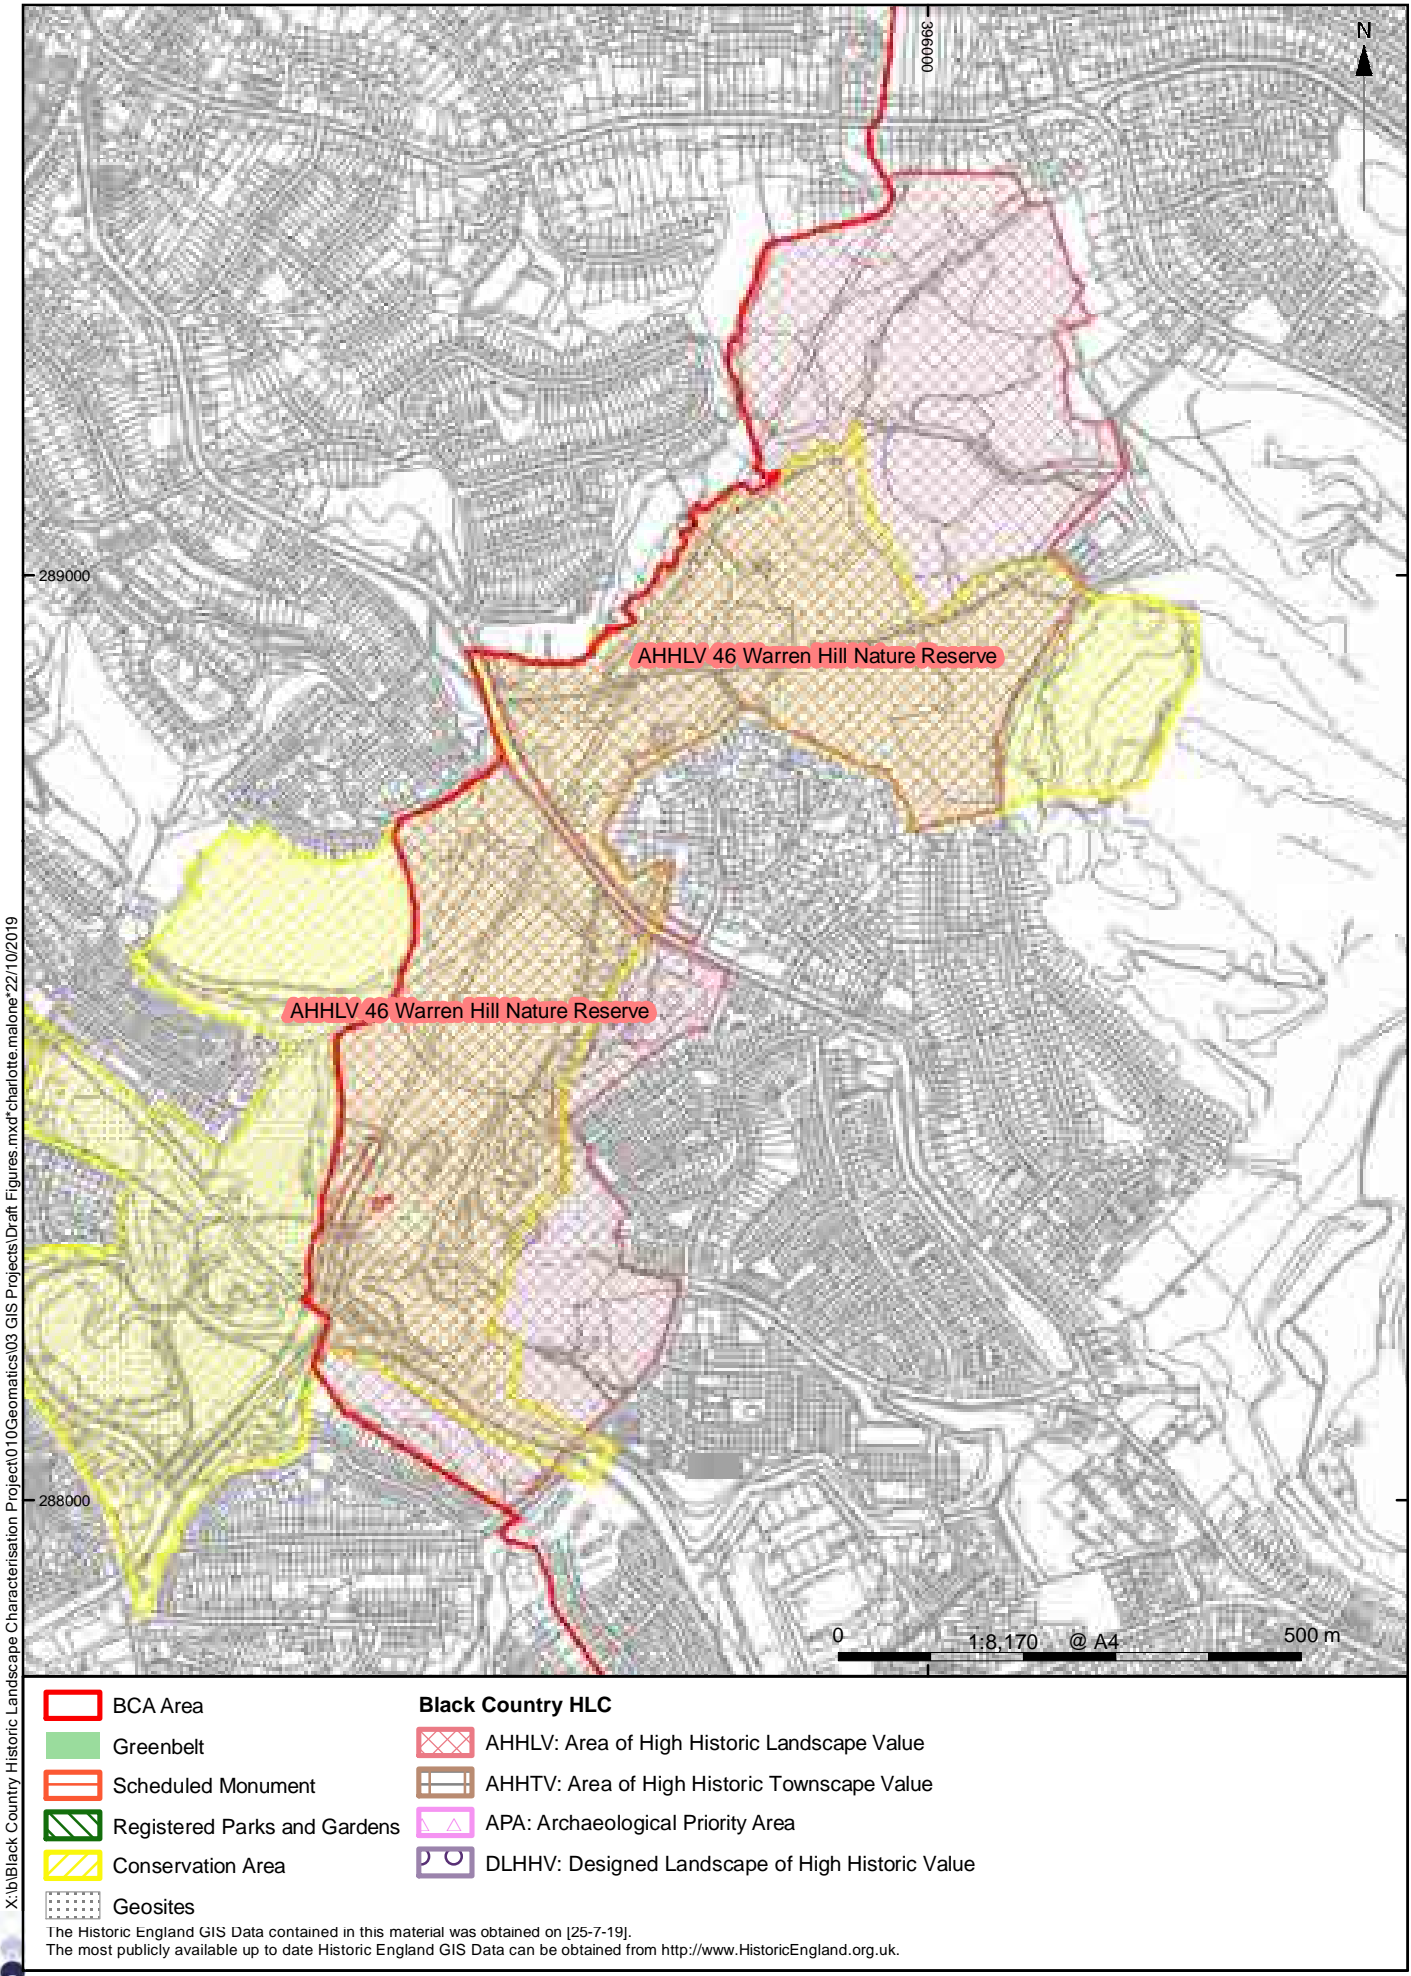 396000
N
289000
AHHLV 46 Warren Hill Nature Reserve
AHHLV 46 Warren Hill Nature Reserve
288000
0 1:8,170 @ A4 500 m
X:\b\Black Country Historic Landscape Characterisation Project\010Geomatics\03 GIS Projects\Draft Figures.mxd*charlotte.malone*22/10/2019
BCA Area
Greenbelt
Scheduled Monument
Registered Parks and Gardens
Conservation Area
Geosites
Black Country HLC
AHHLV: Area of High Historic Landscape Value
AHHTV: Area of High Historic Townscape Value
APA: Archaeological Priority Area
DLHHV: Designed Landscape of High Historic Value
The Historic England GIS Data contained in this material was obtained on [25-7-19].
The most publicly available up to date Historic England GIS Data can be obtained from http://www.HistoricEngland.org.uk.